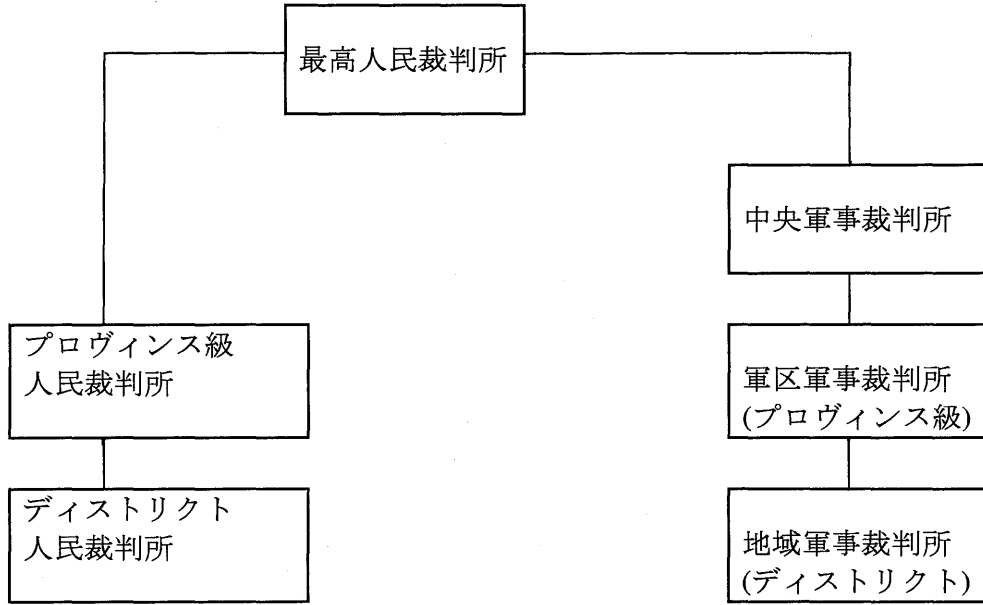 最高人民裁判所
中央軍事裁判所
プロヴィンス級
人民裁判所
軍区軍事裁判所
(プロヴィンス級)
ディストリクト
人民裁判所
地域軍事裁判所
(ディストリクト)